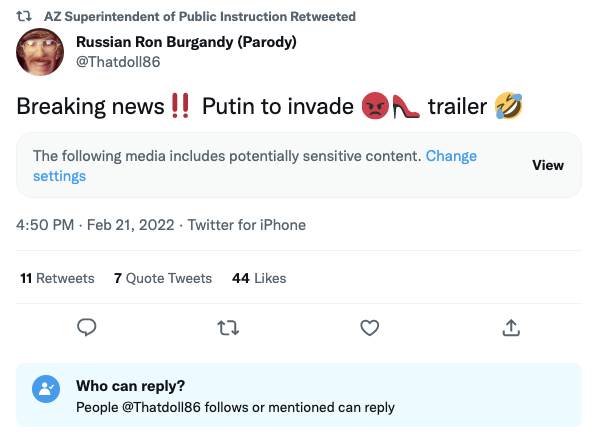 AZ Superintendent of Public Instruction Retweeted
Russian Ron Burgandy (Parody)
@Thatdoll86
Breaking news‼️ Putin to invade 😡👠 trailer 🤣
The following media includes potentially sensitive content. Change
settings
View
4:50 PM · Feb 21, 2022 · Twitter for iPhone
11 Retweets 7 Quote Tweets 44 Likes
Who can reply?
People @Thatdoll86 follows or mentioned can reply